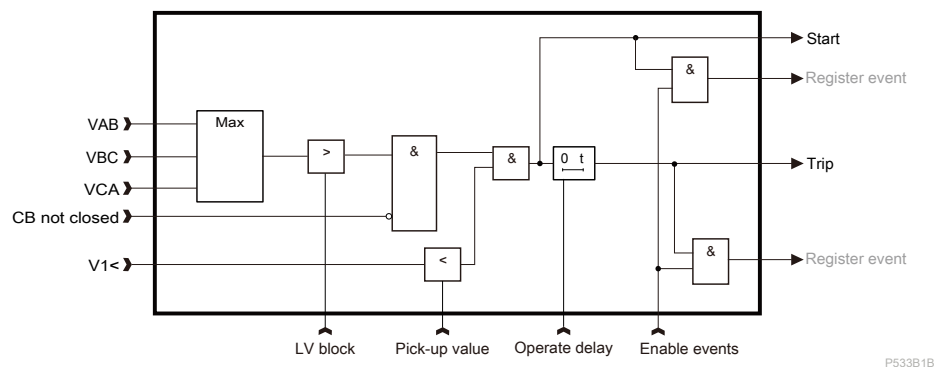 Start
&
Register event
VAB
Max
VBC
>
&
&
0 t
Trip
VCA
CB not closed
V1<
<
&
Register event
LV block
Pick-up value
Operate delay
Enable events
P533B1B